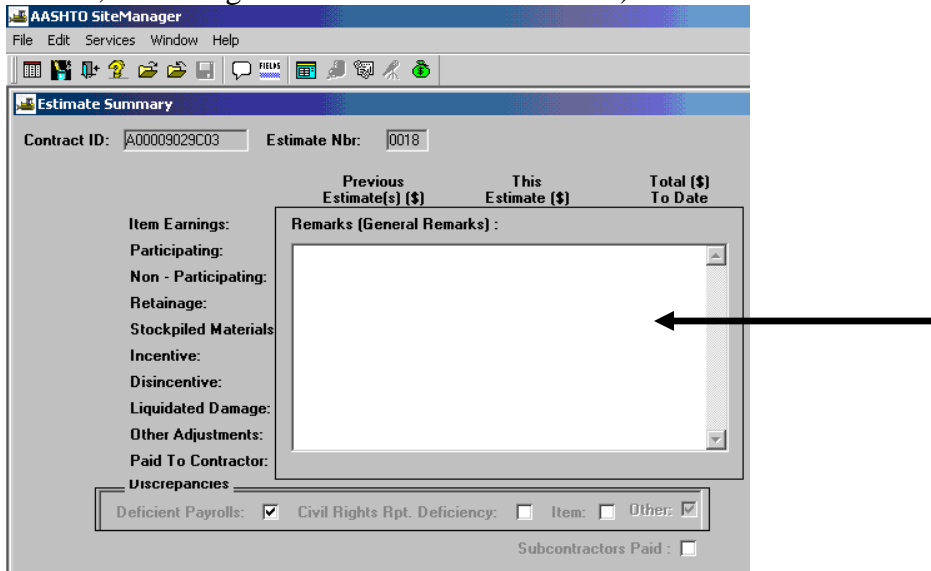 AASHTO SiteManager
File Edit Services Window Help
FIELDS
Estimate Summary
Contract ID: A00009029C03 Estimate Nbr: 0018
Previous Estimate(s) ($) This Estimate ($) Total ($) To Date
Item Earnings: Remarks (General Remarks) :
Participating:
Non - Participating:
Retainage:
Stockpiled Materials
Incentive:
Disincentive:
Liquidated Damage:
Other Adjustments:
Paid To Contractor:
Discrepancies
Deficient Payrolls: Civil Rights Rpt. Deficiency: Item: Other:
Subcontractors Paid :